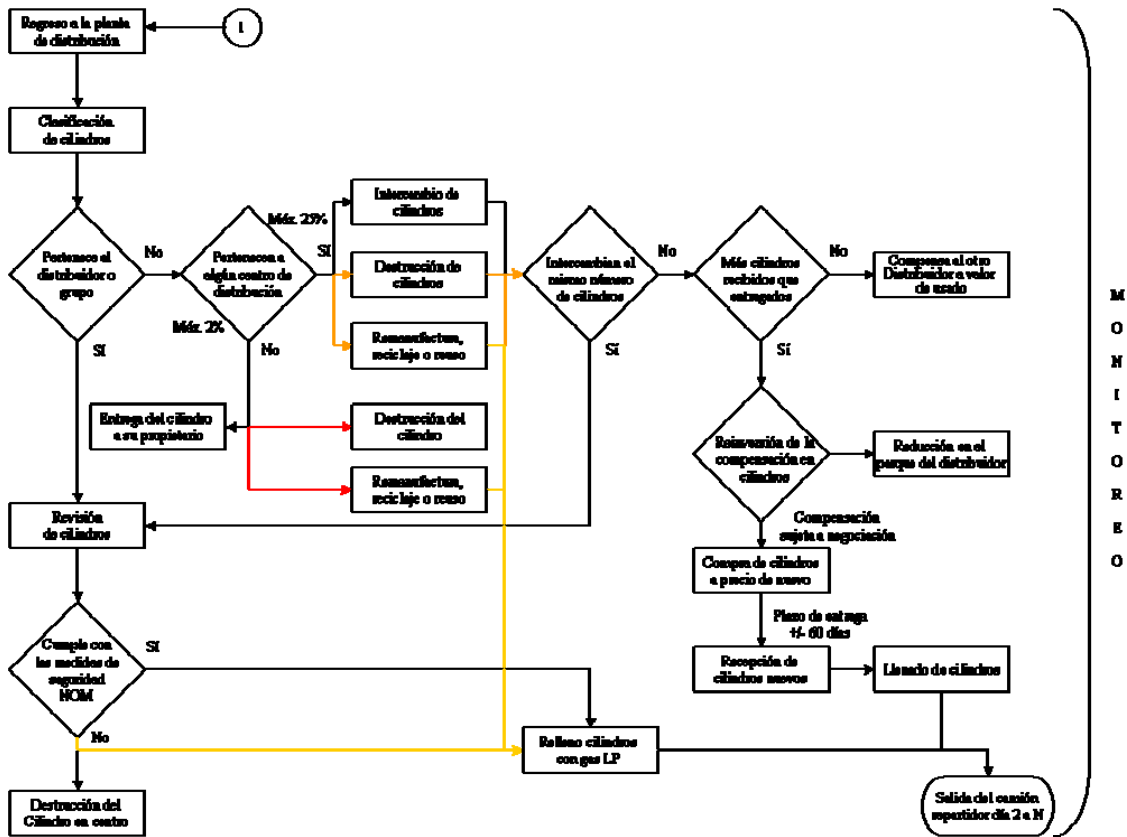 Regreso a la planta
de distribución
1
Clasificación
de cilindros
Pertenece al
distribuidor o
grupo
No
Sí
Pertenecen a
algún centro de
distribución
Máx. 25%
Sí
Máx. 2%
No
Intercambio de
cilindros
Destrucción de
cilindros
Remanufactura,
reciclaje o reuso
Intercambian el
mismo número
de cilindros
No
Sí
Más cilindros
recibidos que
entregados
No
Sí
Compensa al otro
Distribuidor a valor
de usado
Entrega del cilindro
a su propietario
Destrucción del
cilindro
Remanufactura,
reciclaje o reuso
Reinversión de la
compensación en
cilindros
Reducción en el
parque del distribuidor
Revisión
de cilindros
Compensación
sujeta a negociación
Compra de cilindros
a precio de nuevo
Plazo de entrega
+/- 60 días
Cumple con
las medidas de
seguridad
NOM
Sí
No
Recepción de
cilindros nuevos
Llenado de cilindros
Relleno cilindros
con gas LP
Destrucción del
Cilindro en centro
Salida del camión
repartidor día 2 a N
M
O
N
I
T
O
R
E
O